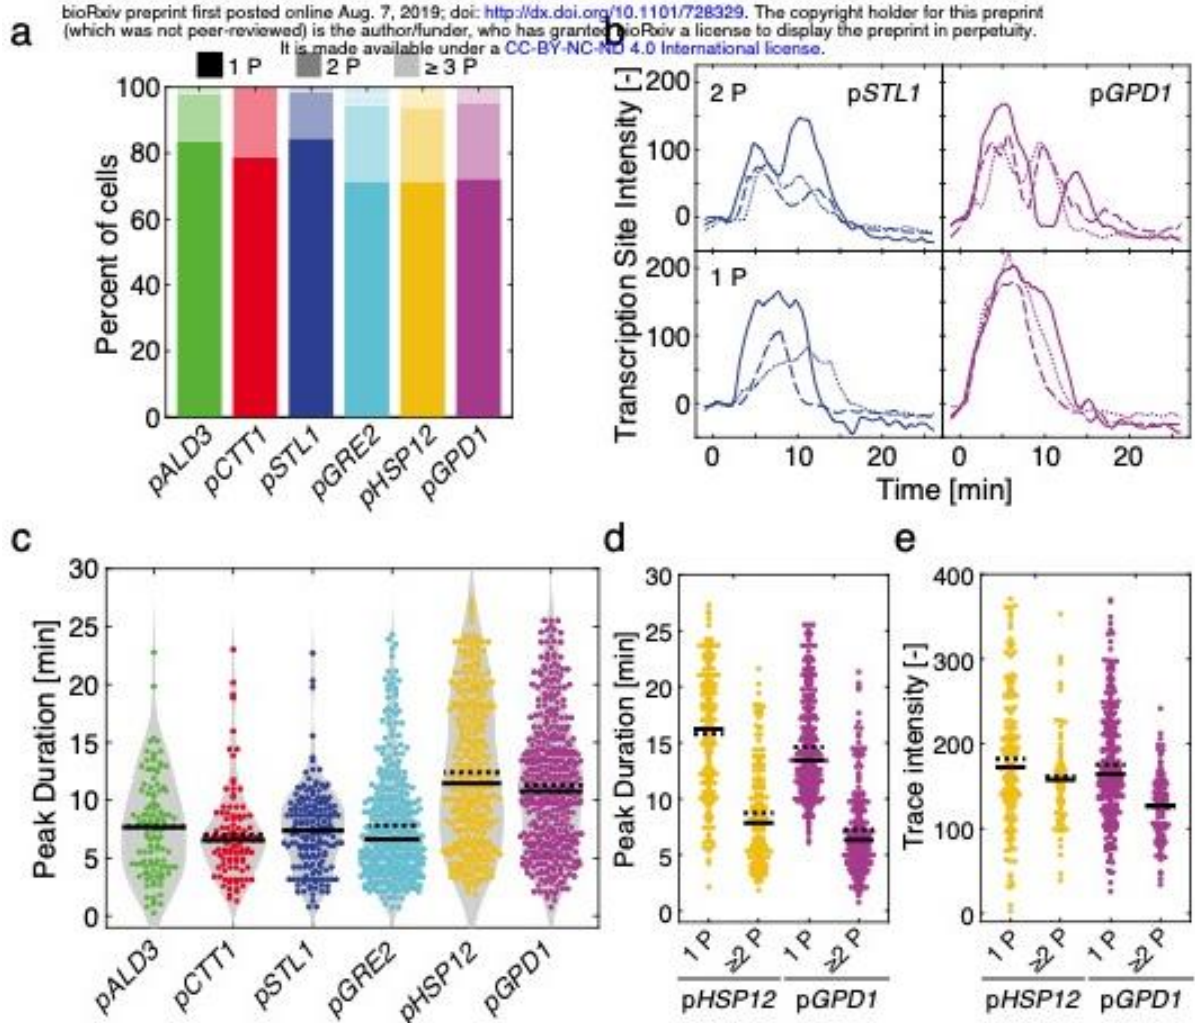 bioRxiv preprint first posted online Aug. 7, 2019; doi: http://dx.doi.org/10.1101/728329. The copyright holder for this preprint
(which was not peer-reviewed) is the author/funder, who has granted bioRxiv a license to display the preprint in perpetuity.
It is made available under a CC-BY-NC-ND 4.0 International license.
a
1 P 2 P ≥ 3 P
Percent of cells
100
80
60
40
20
0
pALD3 pCTT1 pSTL1 pGRE2 pHSP12 pGPD1
b
Transcription Site Intensity [-]
200
100
0
2 P pSTL1 pGPD1
200
100
0
1 P
0 10 20 0 10 20
Time [min]
c
Peak Duration [min]
30
25
20
15
10
5
0
pALD3 pCTT1 pSTL1 pGRE2 pHSP12 pGPD1
d
Peak Duration [min]
30
25
20
15
10
5
0
1 P ≥2 P 1 P ≥2 P
pHSP12 pGPD1
e
Trace intensity [-]
400
300
200
100
0
1 P ≥2 P 1 P ≥2 P
pHSP12 pGPD1